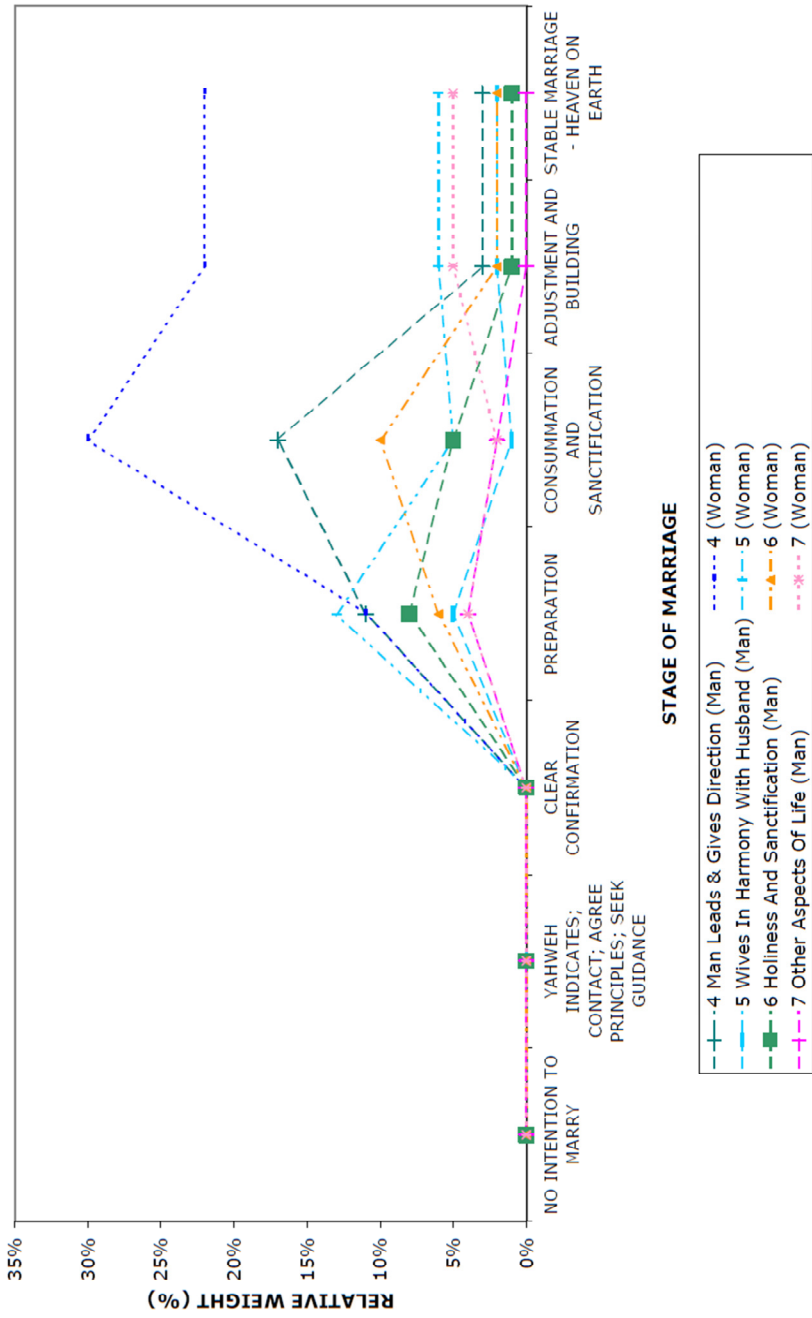 35%
30%
25%
20%
15%
10%
5%
0%
RELATIVE WEIGHT (%)
NO INTENTION TO
MARRY
YAHWEH
INDICATES;
CONTACT; AGREE
PRINCIPLES; SEEK
GUIDANCE
CLEAR
CONFIRMATION
PREPARATION
CONSUMMATION
AND
SANCTIFICATION
ADJUSTMENT AND
BUILDING
STABLE MARRIAGE
- HEAVEN ON
EARTH
STAGE OF MARRIAGE
4 Man Leads & Gives Direction (Man)
4 (Woman)
5 Wives In Harmony With Husband (Man)
5 (Woman)
6 Holiness And Sanctification (Man)
6 (Woman)
7 Other Aspects Of Life (Man)
7 (Woman)